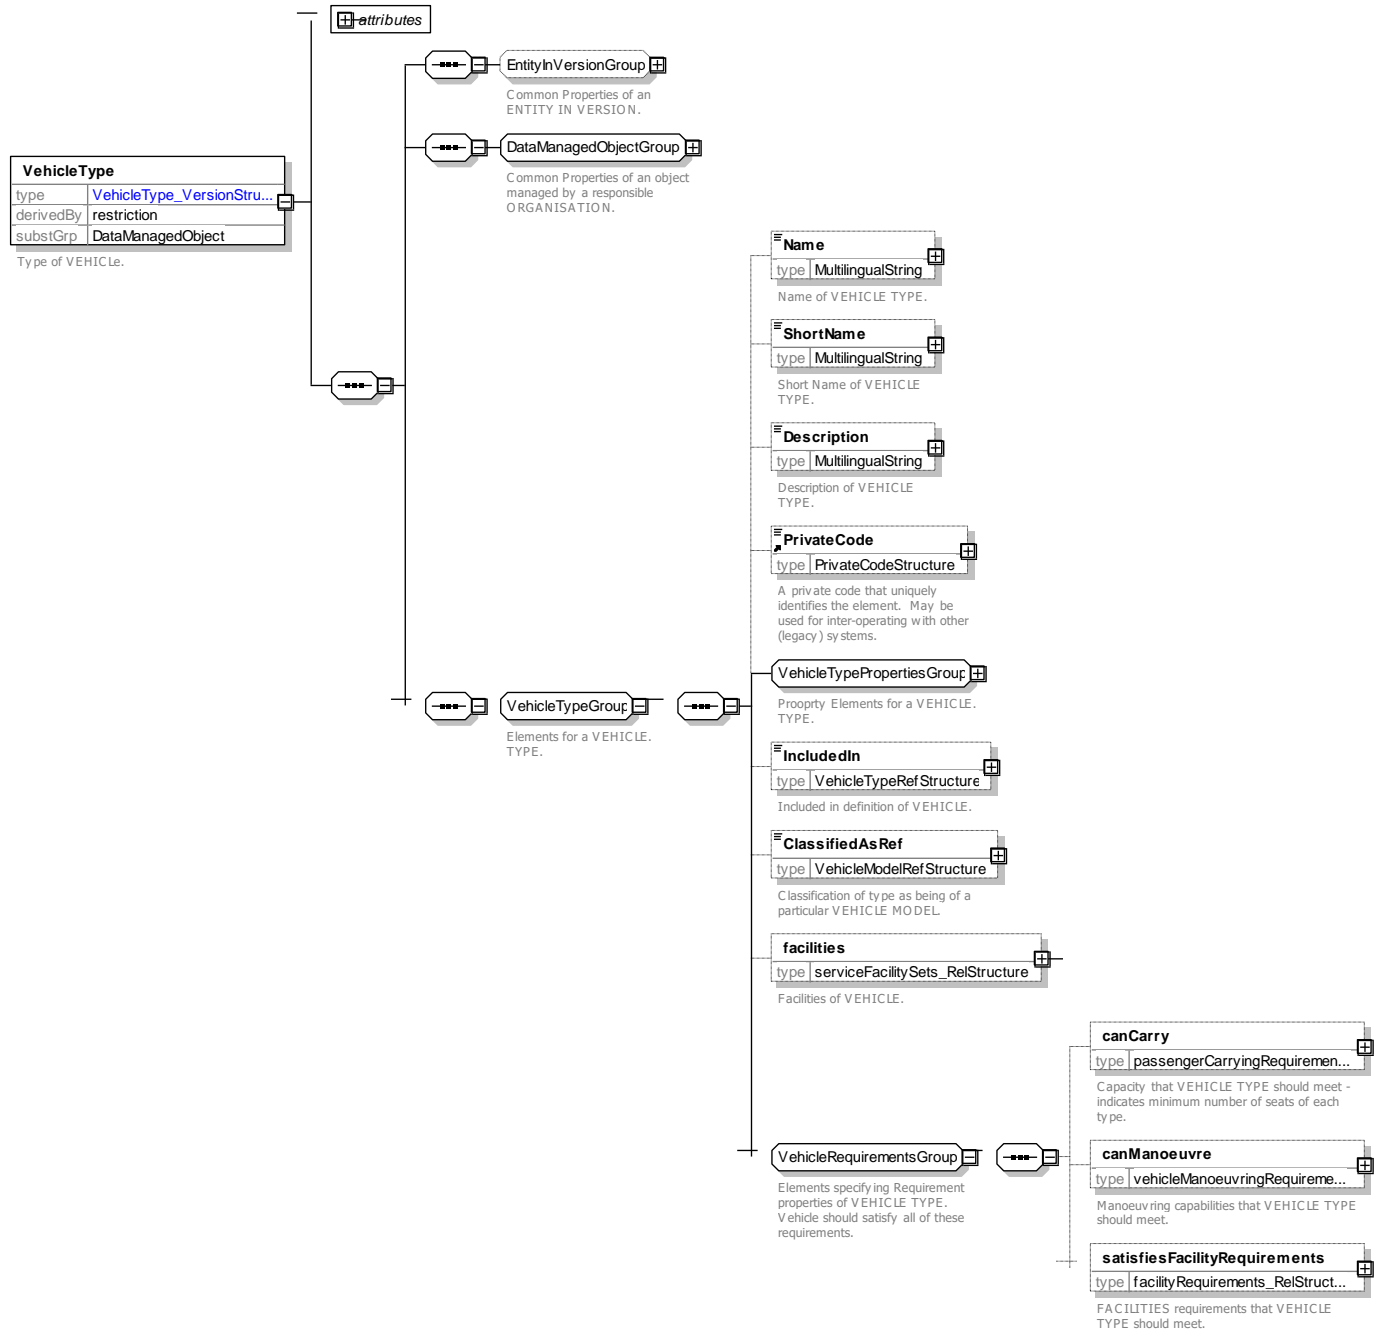 attributes
EntityInVersionGroup
Common Properties of an
ENTITY IN VERSION.
DataManagedObjectGroup
Common Properties of an object
managed by a responsible
ORGANISATION.
VehicleType
type VehicleType_VersionStru...
derivedBy restriction
substGrp DataManagedObject
Type of VEHICLe.
Name
type MultilingualString
Name of VEHICLE TYPE.
ShortName
type MultilingualString
Short Name of VEHICLE
TYPE.
Description
type MultilingualString
Description of VEHICLE
TYPE.
PrivateCode
type PrivateCodeStructure
A private code that uniquely
identifies the element. May be
used for inter-operating with other
(legacy) systems.
VehicleTypeGroup
Elements for a VEHICLE.
TYPE.
VehicleTypePropertiesGroup
Prooprty Elements for a VEHICLE.
TYPE.
IncludedIn
type VehicleTypeRefStructure
Included in definition of VEHICLE.
ClassifiedAsRef
type VehicleModelRefStructure
Classification of type as being of a
particular VEHICLE MODEL.
facilities
type serviceFacilitySets_RelStructure
Facilities of VEHICLE.
VehicleRequirementsGroup
Elements specifying Requirement
properties of VEHICLE TYPE.
Vehicle should satisfy all of these
requirements.
canCarry
type passengerCarryingRequiremen...
Capacity that VEHICLE TYPE should meet -
indicates minimum number of seats of each
type.
canManoeuvre
type vehicleManoeuvringRequireme...
Manoeuvring capabilities that VEHICLE TYPE
should meet.
satisfiesFacilityRequirements
type facilityRequirements_RelStruct...
FACILITIES requirements that VEHICLE
TYPE should meet.